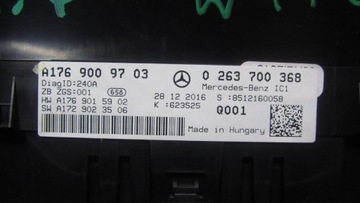 A176 900 97 03
0 263 700 368
DiagID:240A
Mercedes-Benz IC1
ZB ZGS:001 658
28 12 2016 S :8512160058
HW A176 901 59 02
K :623525 Q001
SW A172 902 35 06
Made in Hungary